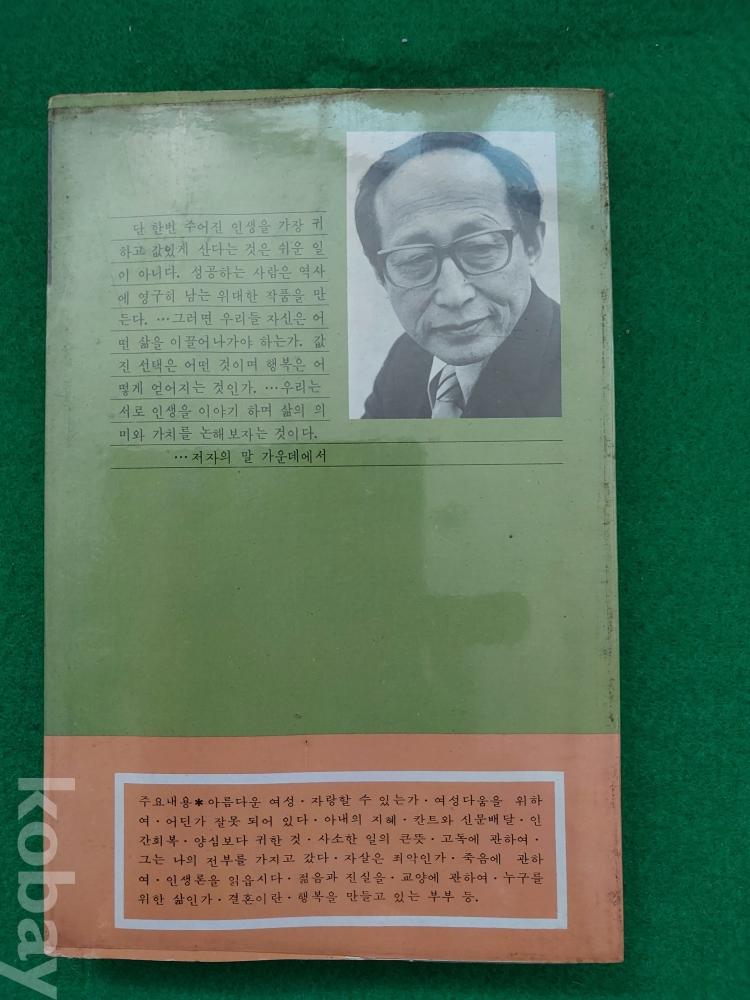 단 한번 주어진 인생을 가장 귀
하고 값있게 산다는 것은 쉬운 일
이 아니다. 성공하는 사람은 역사
에 영구히 남는 위대한 작품을 만
든다. …그러면 우리들 자신은 어
떤 삶을 이끌어나가야 하는가. 값
진 선택은 어떤 것이며 행복은 어
떻게 얻어지는 것인가. …우리는
서로 인생을 이야기 하며 삶의 의
미와 가치를 논해보자는 것이다.
…저자의 말 가운데에서
주요내용*아름다운 여성·자랑할 수 있는가·여성다움을 위하
여·어딘가 잘못 되어 있다·아내의 지혜·칸트와 신문배달·인
간회복·양심보다 귀한 것·사소한 일의 큰뜻·고독에 관하여·
그는 나의 전부를 가지고 갔다·자살은 죄악인가·죽음에 관하
여·인생론을 읽읍시다·젊음과 진실을·교양에 관하여·누구를
위한 삶인가·결혼이란·행복을 만들고 있는 부부 등.
kobay